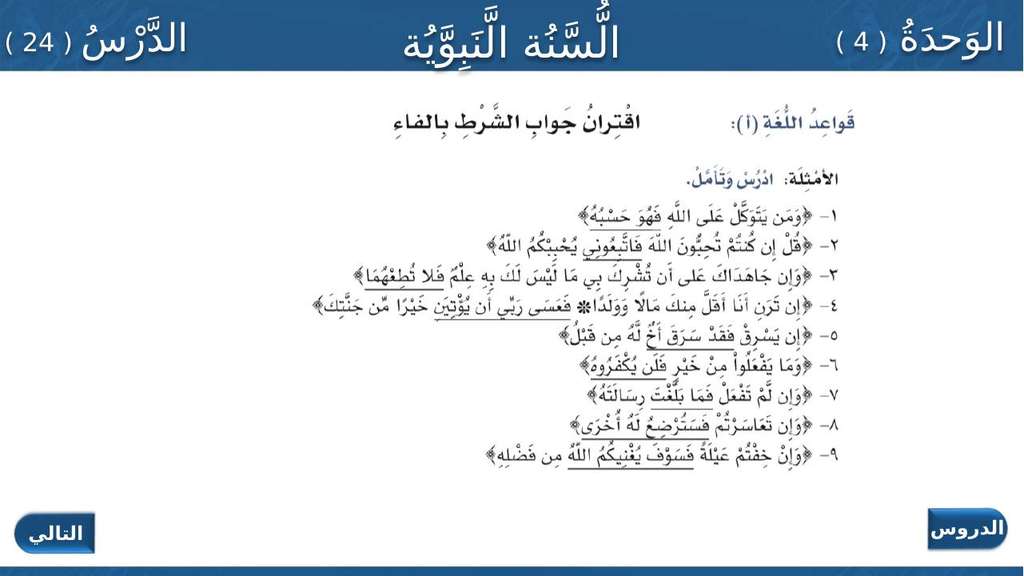 الوَحدَةُ ( 4 )
السُّنَّة النَّبِوَّيُة
الدَّرْسُ ( 24 )
قَواعِدُ اللُّغَةِ (أ): اقْتِرانُ جَوابِ الشَّرْطِ بِالفاءِ
الأَمْثِلَة: ادْرُسْ وَتَأَمَّلْ.
١- ﴿وَمَن يَتَوَكَّلْ عَلَى اللَّهِ فَهُوَ حَسْبُهُ﴾
٢- ﴿قُلْ إِن كُنتُمْ تُحِبُّونَ اللّهَ فَاتَّبِعُونِي يُحْبِبْكُمُ اللّهُ﴾
٣- ﴿وَإِن جَاهَدَاكَ عَلى أَن تُشْرِكَ بِي مَا لَيْسَ لَكَ بِهِ عِلْمٌ فَلا تُطِعْهُمَا﴾
٤- ﴿إِن تَرَنِ أَنَا أَقَلَّ مِنكَ مَالًا وَوَلَدًا ❊ فَعَسَى رَبِّي أَن يُؤْتِيَنِ خَيْرًا مِّن جَنَّتِكَ﴾
٥- ﴿إِن يَسْرِقْ فَقَدْ سَرَقَ أَخٌ لَّهُ مِن قَبْلُ﴾
٦- ﴿وَمَا يَفْعَلُواْ مِنْ خَيْرٍ فَلَن يُكْفَرُوهُ﴾
٧- ﴿وَإِن لَّمْ تَفْعَلْ فَمَا بَلَّغْتَ رِسَالَتَهُ﴾
٨- ﴿وَإِن تَعَاسَرْتُمْ فَسَتُرْضِعُ لَهُ أُخْرَى﴾
٩- ﴿وَإِنْ خِفْتُمْ عَيْلَةً فَسَوْفَ يُغْنِيكُمُ اللّهُ مِن فَضْلِهِ﴾
الدروس
التالي